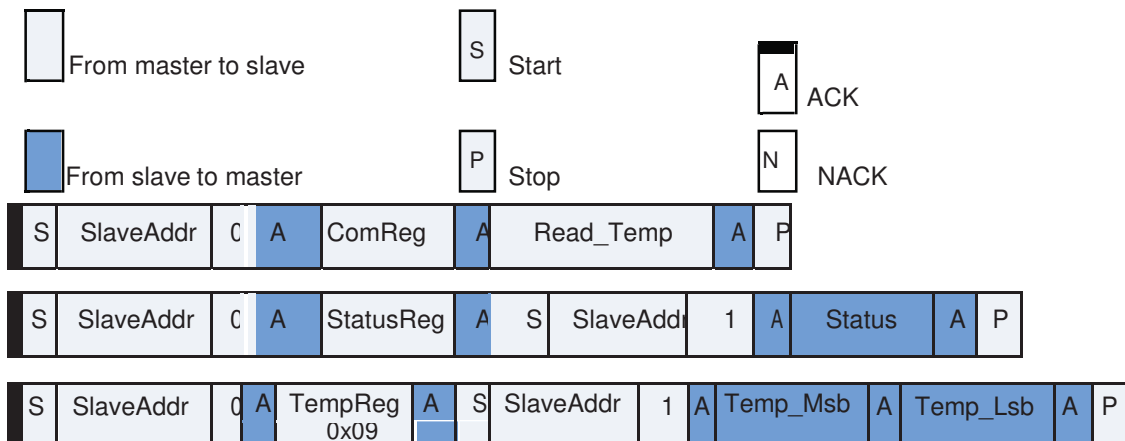 From master to slave
S Start
A ACK
From slave to master
P Stop
N NACK
S SlaveAddr 0 A ComReg A Read_Temp A P
S SlaveAddr 0 A StatusReg A S SlaveAddr 1 A Status A P
S SlaveAddr 0 A TempReg A S SlaveAddr 1 A Temp_Msb A Temp_Lsb A P
0x09